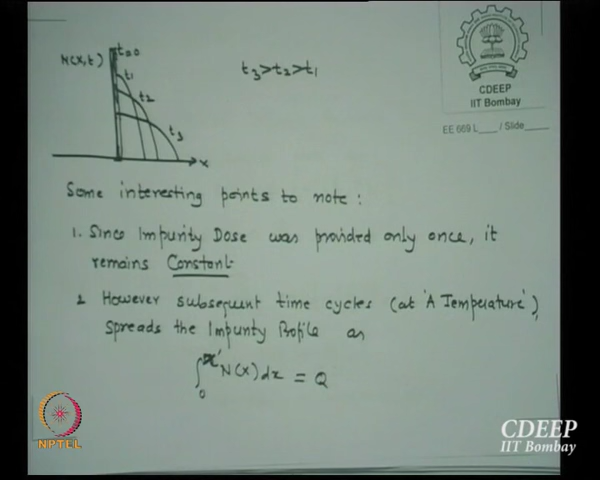 N(x,t)
t=0
t1
t2
t3
x
t3>t2>t1
CDEEP
IIT Bombay
EE 669 L___ / Slide____
Some interesting points to note :
1. Since Impurity Dose was provided only once, it
remains Constant
2 However subsequent time cycles (at 'A Temperature'),
Spreads the Impurity Profile as
∫₀^x' N(x) dx = Q
NPTEL
CDEEP
IIT Bombay